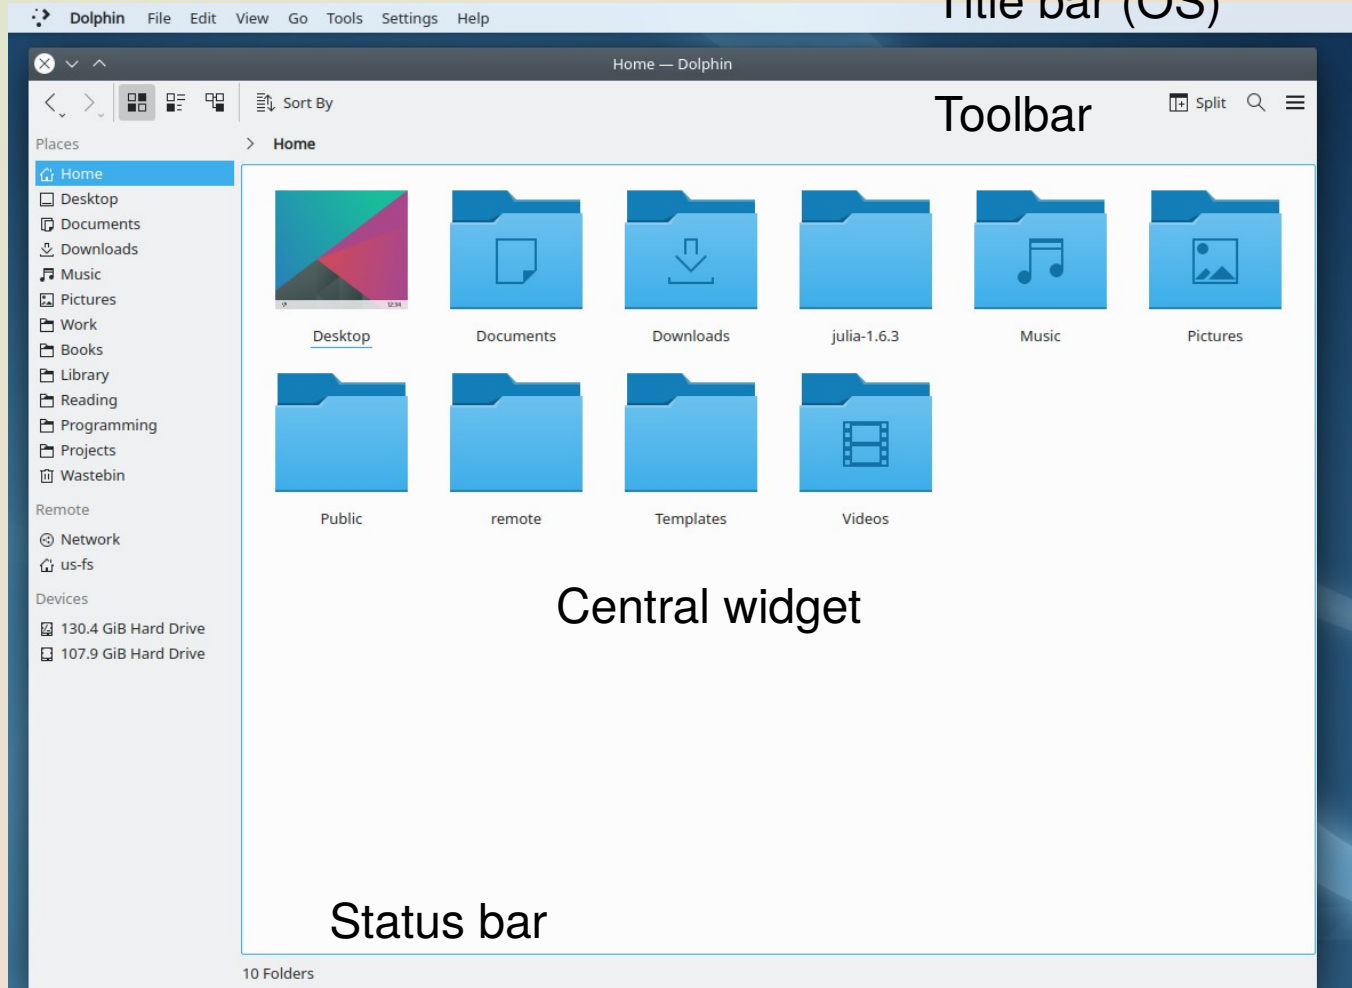 Title bar (OS)
Dolphin File Edit View Go Tools Settings Help
Home — Dolphin
Sort By
Toolbar
Split
Places
Home
Home
Desktop
Documents
Downloads
Music
Pictures
Work
Books
Library
Reading
Programming
Projects
Wastebin
Remote
Network
us-fs
Devices
130.4 GiB Hard Drive
107.9 GiB Hard Drive
12:34
Desktop Documents Downloads julia-1.6.3 Music Pictures
Public remote Templates Videos
Central widget
Status bar
10 Folders